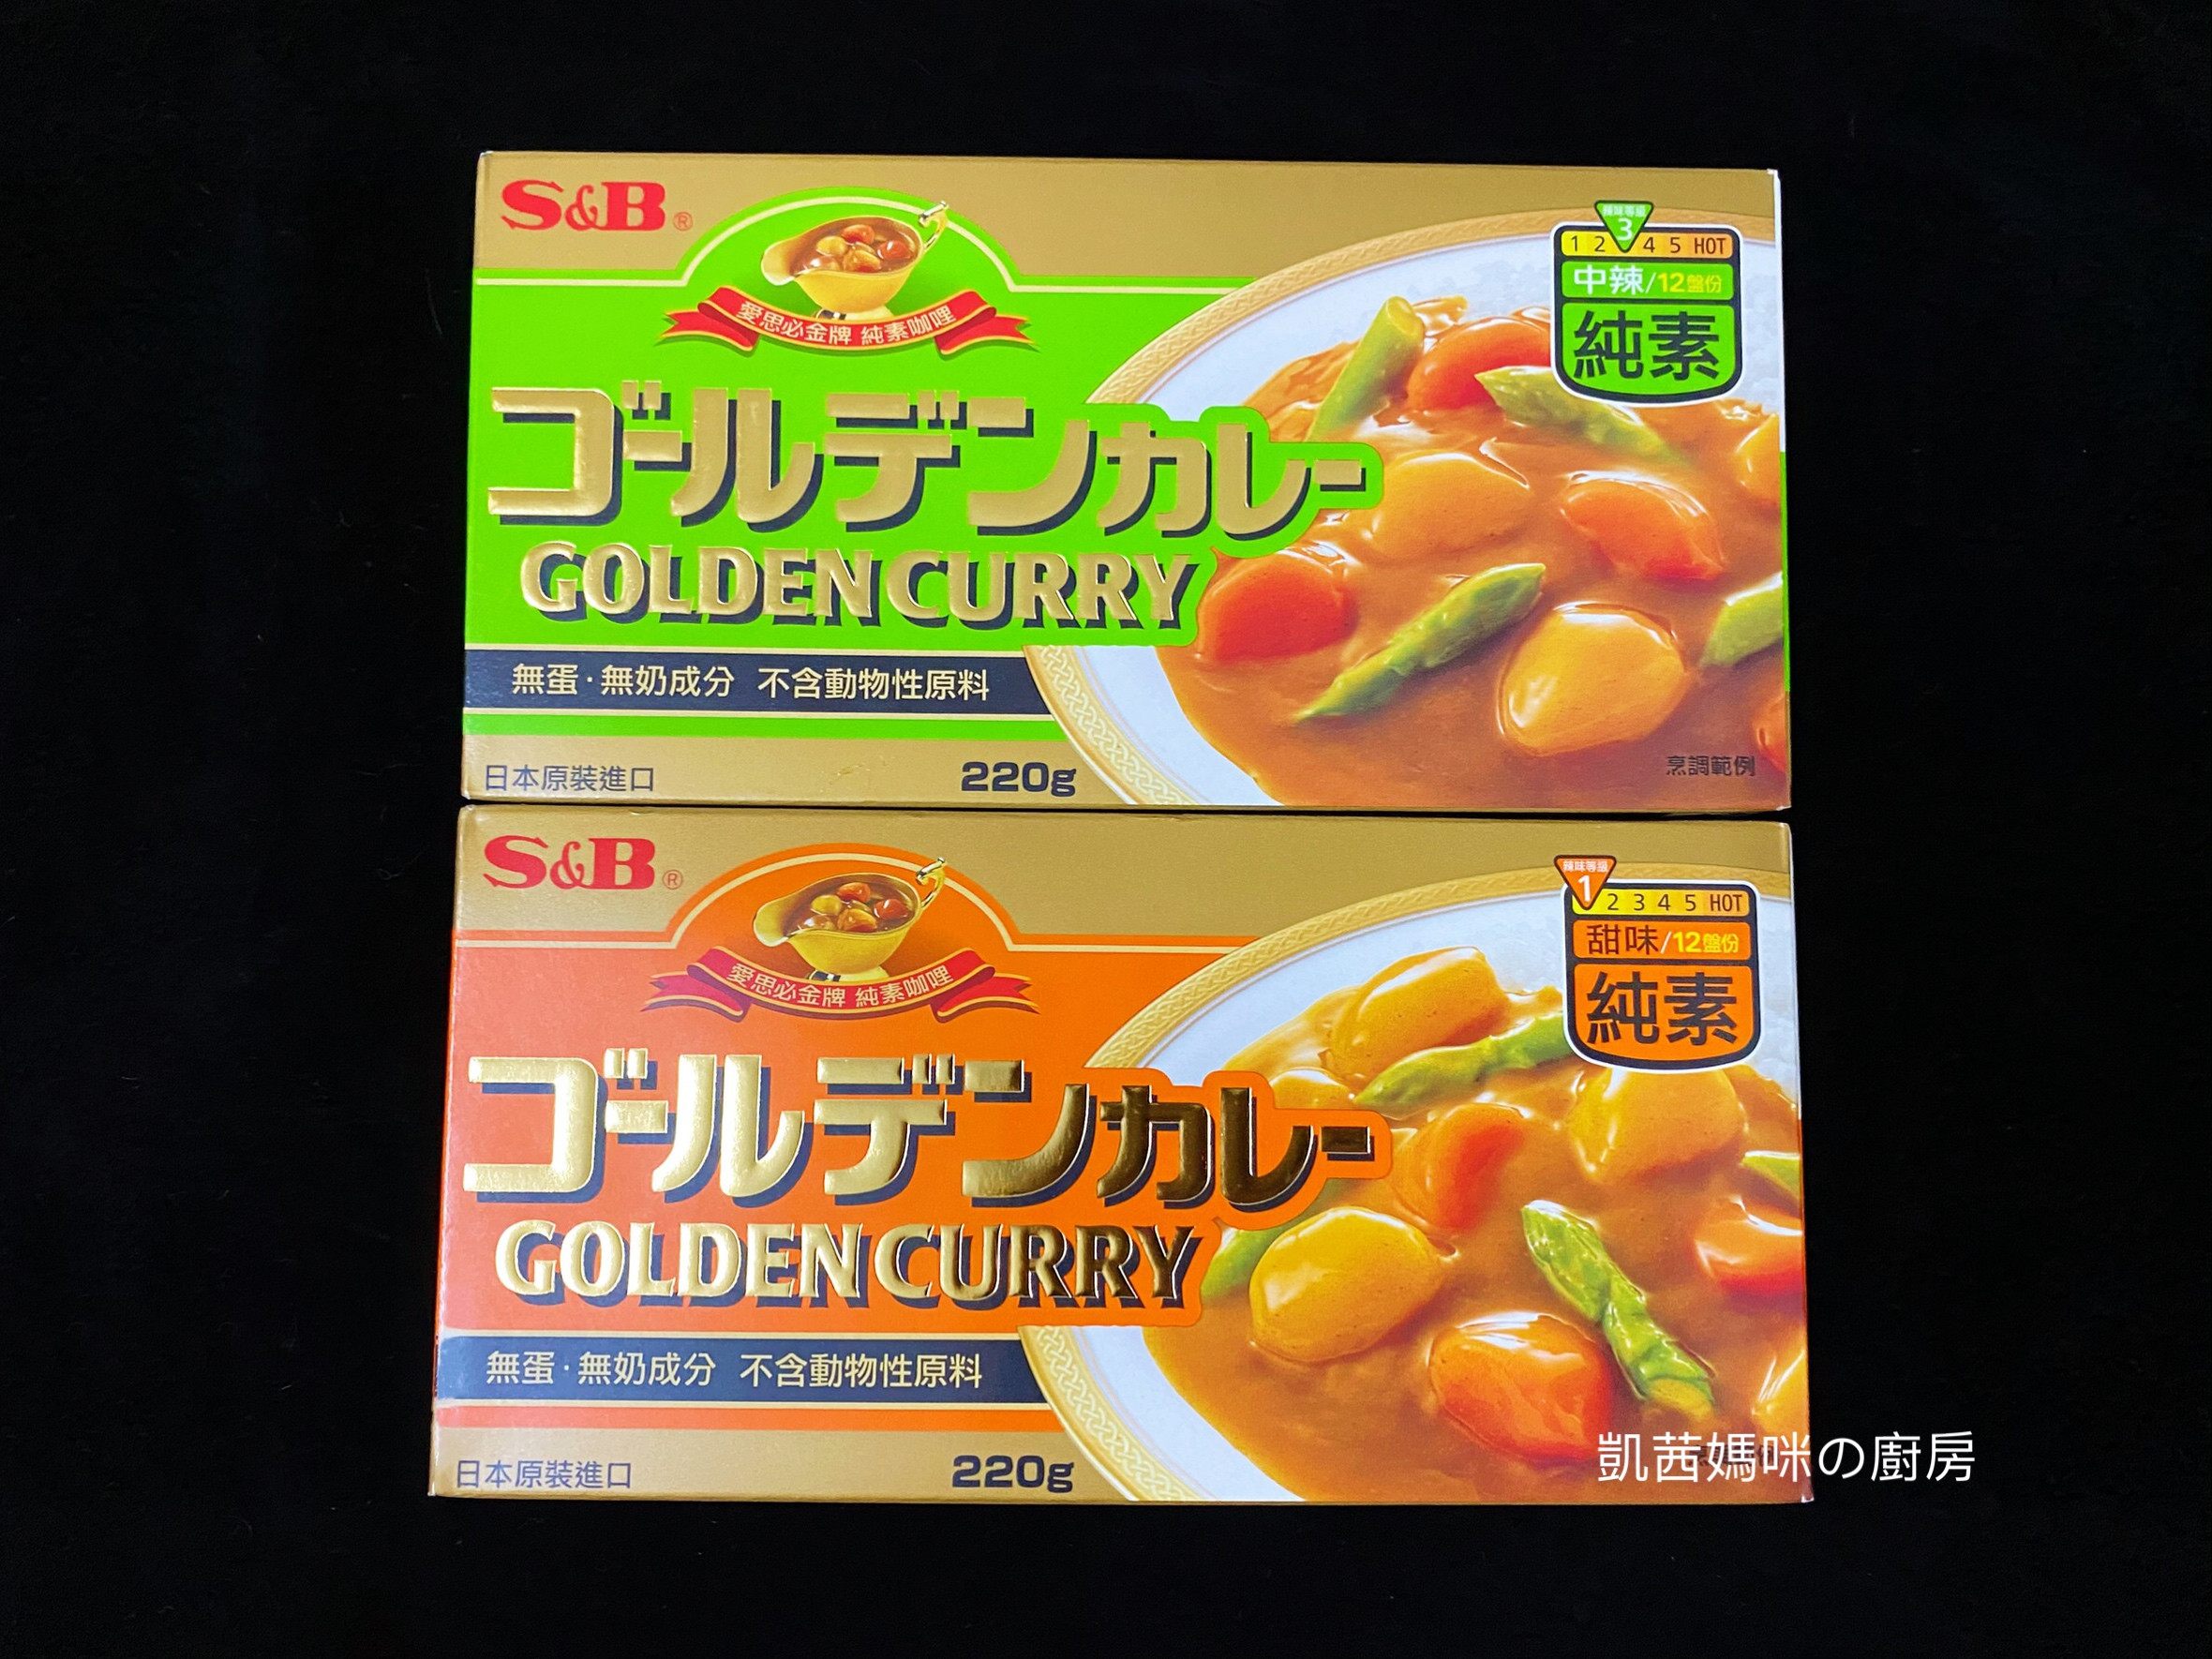 S&B®
辣味等級
3
1 2 4 5 HOT
中辣/12盤份
純素
愛思必金牌 純素咖哩
ゴールデンカレー
GOLDEN CURRY
無蛋·無奶成分 不含動物性原料
日本原裝進口
220g
烹調範例
S&B®
辣味等級
1
2 3 4 5 HOT
甜味/12盤份
純素
愛思必金牌 純素咖哩
ゴールデンカレー
GOLDEN CURRY
無蛋·無奶成分 不含動物性原料
日本原裝進口
220g
凱茜媽咪の廚房